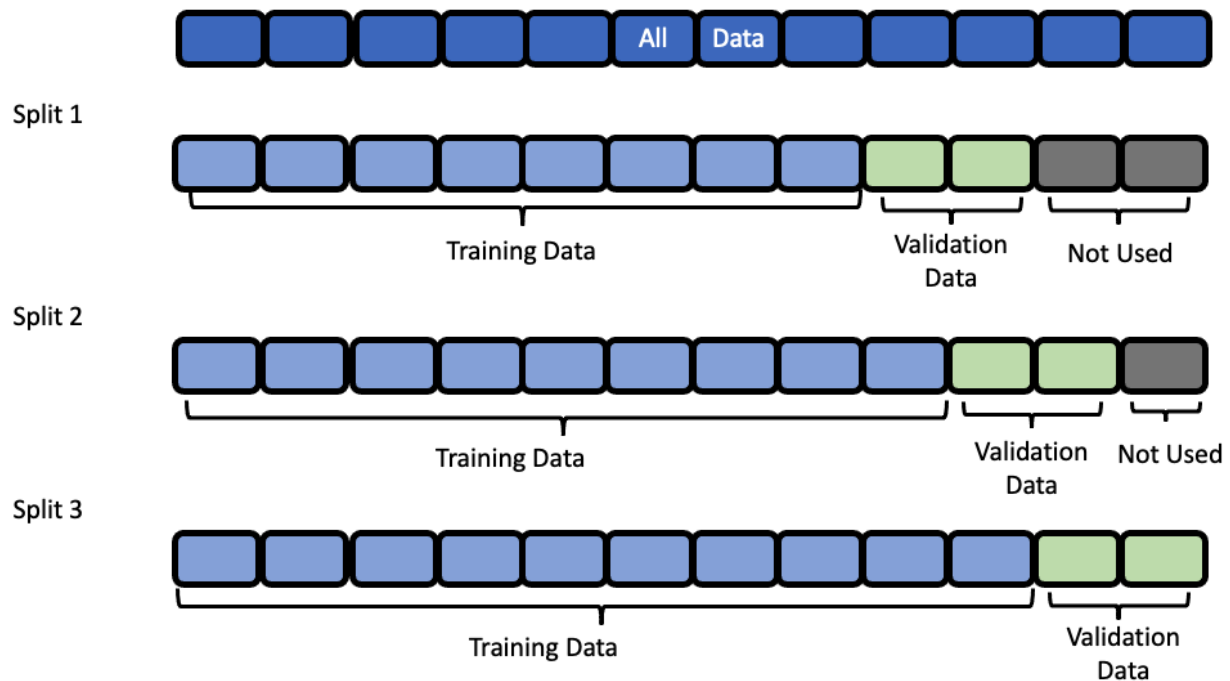 All Data
Split 1
Training Data
Validation
Data
Not Used
Split 2
Training Data
Validation
Data
Not Used
Split 3
Training Data
Validation
Data